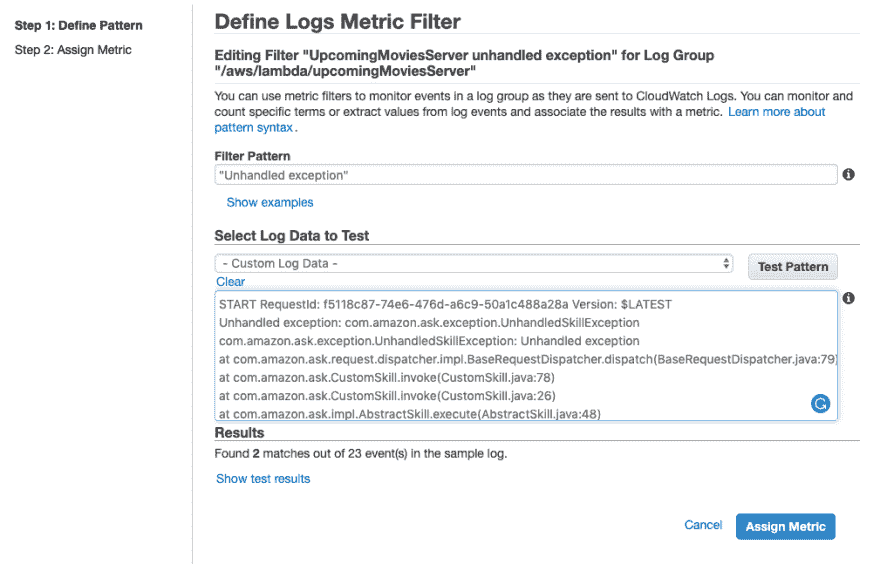 Step 1: Define Pattern
Step 2: Assign Metric
Define Logs Metric Filter
Editing Filter "UpcomingMoviesServer unhandled exception" for Log Group
"/aws/lambda/upcomingMoviesServer"
You can use metric filters to monitor events in a log group as they are sent to CloudWatch Logs. You can monitor and
count specific terms or extract values from log events and associate the results with a metric. Learn more about
pattern syntax.
Filter Pattern
"Unhandled exception"
Show examples
Select Log Data to Test
- Custom Log Data -
Test Pattern
Clear
START RequestId: f5118c87-74e6-476d-a6c9-50a1c488a28a Version: $LATEST
Unhandled exception: com.amazon.ask.exception.UnhandledSkillException
com.amazon.ask.exception.UnhandledSkillException: Unhandled exception
at com.amazon.ask.request.dispatcher.impl.BaseRequestDispatcher.dispatch(BaseRequestDispatcher.java:79)
at com.amazon.ask.CustomSkill.invoke(CustomSkill.java:78)
at com.amazon.ask.CustomSkill.invoke(CustomSkill.java:26)
at com.amazon.ask.impl.AbstractSkill.execute(AbstractSkill.java:48)
Results
Found 2 matches out of 23 event(s) in the sample log.
Show test results
Cancel
Assign Metric